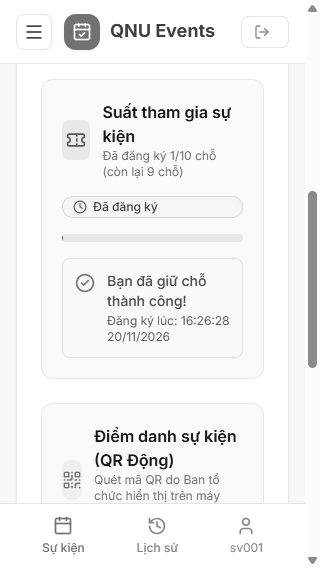 QNU Events
Suất tham gia sự
kiện
Đã đăng ký 1/10 chỗ
(còn lại 9 chỗ)
Đã đăng ký
Bạn đã giữ chỗ
thành công!
Đăng ký lúc: 16:26:28
20/11/2026
Điểm danh sự kiện
(QR Động)
Quét mã QR do Ban tổ
chức hiển thị trên máy
Sự kiện
Lịch sử
sv001